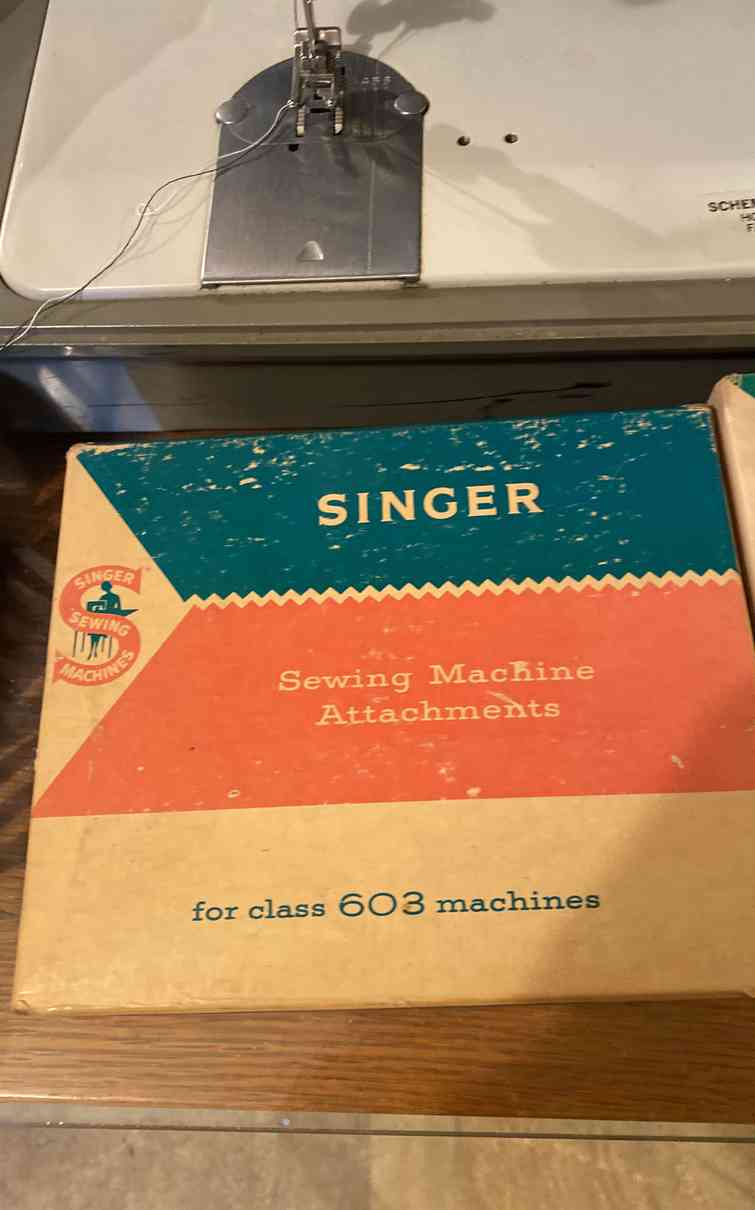 SINGER
SINGER
SEWING
MACHINES
Sewing Machine
Attachments
for class 603 machines